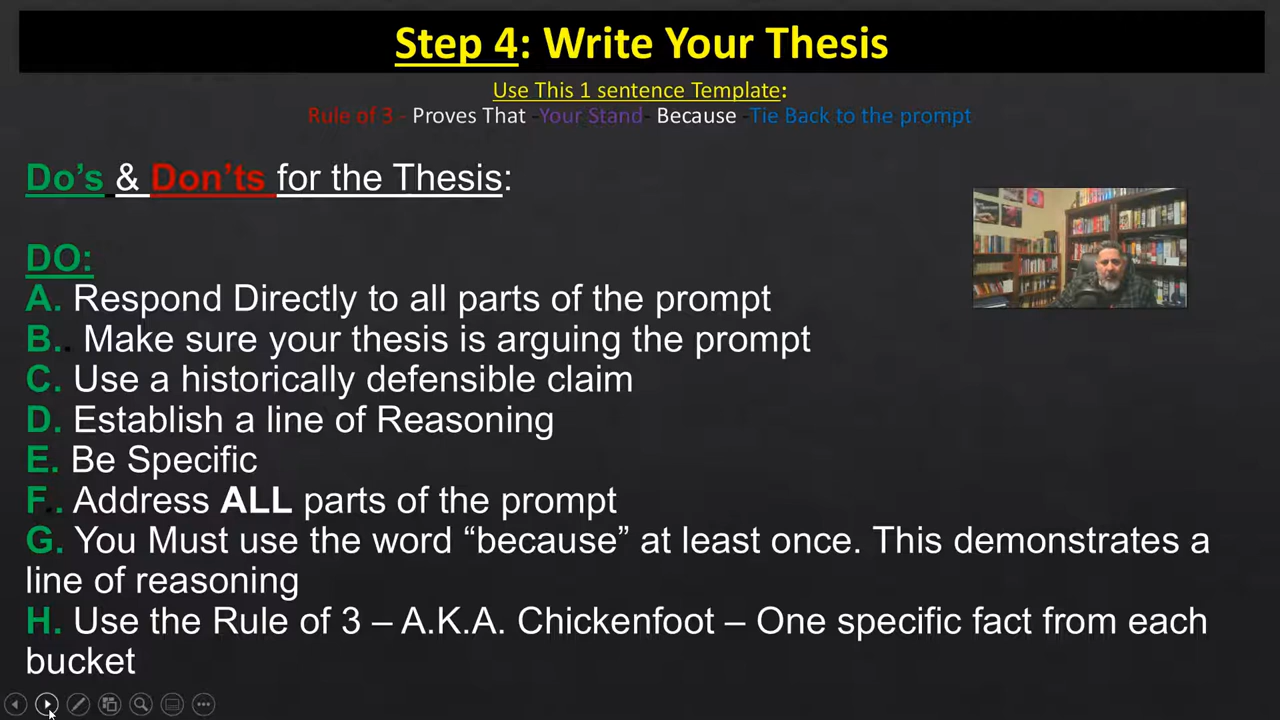 Step 4: Write Your Thesis
Use This 1 sentence Template:
Rule of 3 - Proves That -Your Stand- Because -Tie Back to the prompt
Do's & Don'ts for the Thesis:
DO:
A. Respond Directly to all parts of the prompt
B.. Make sure your thesis is arguing the prompt
C. Use a historically defensible claim
D. Establish a line of Reasoning
E. Be Specific
F.. Address ALL parts of the prompt
G. You Must use the word “because” at least once. This demonstrates a
line of reasoning
H. Use the Rule of 3 – A.K.A. Chickenfoot – One specific fact from each
bucket